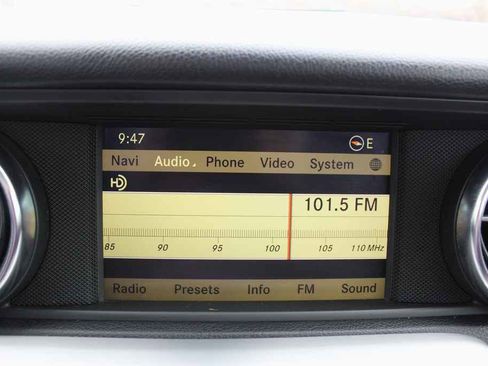 9:47 E
Navi Audio Phone Video System
HD
101.5 FM
85 90 95 100 105 110 MHz
Radio Presets Info FM Sound